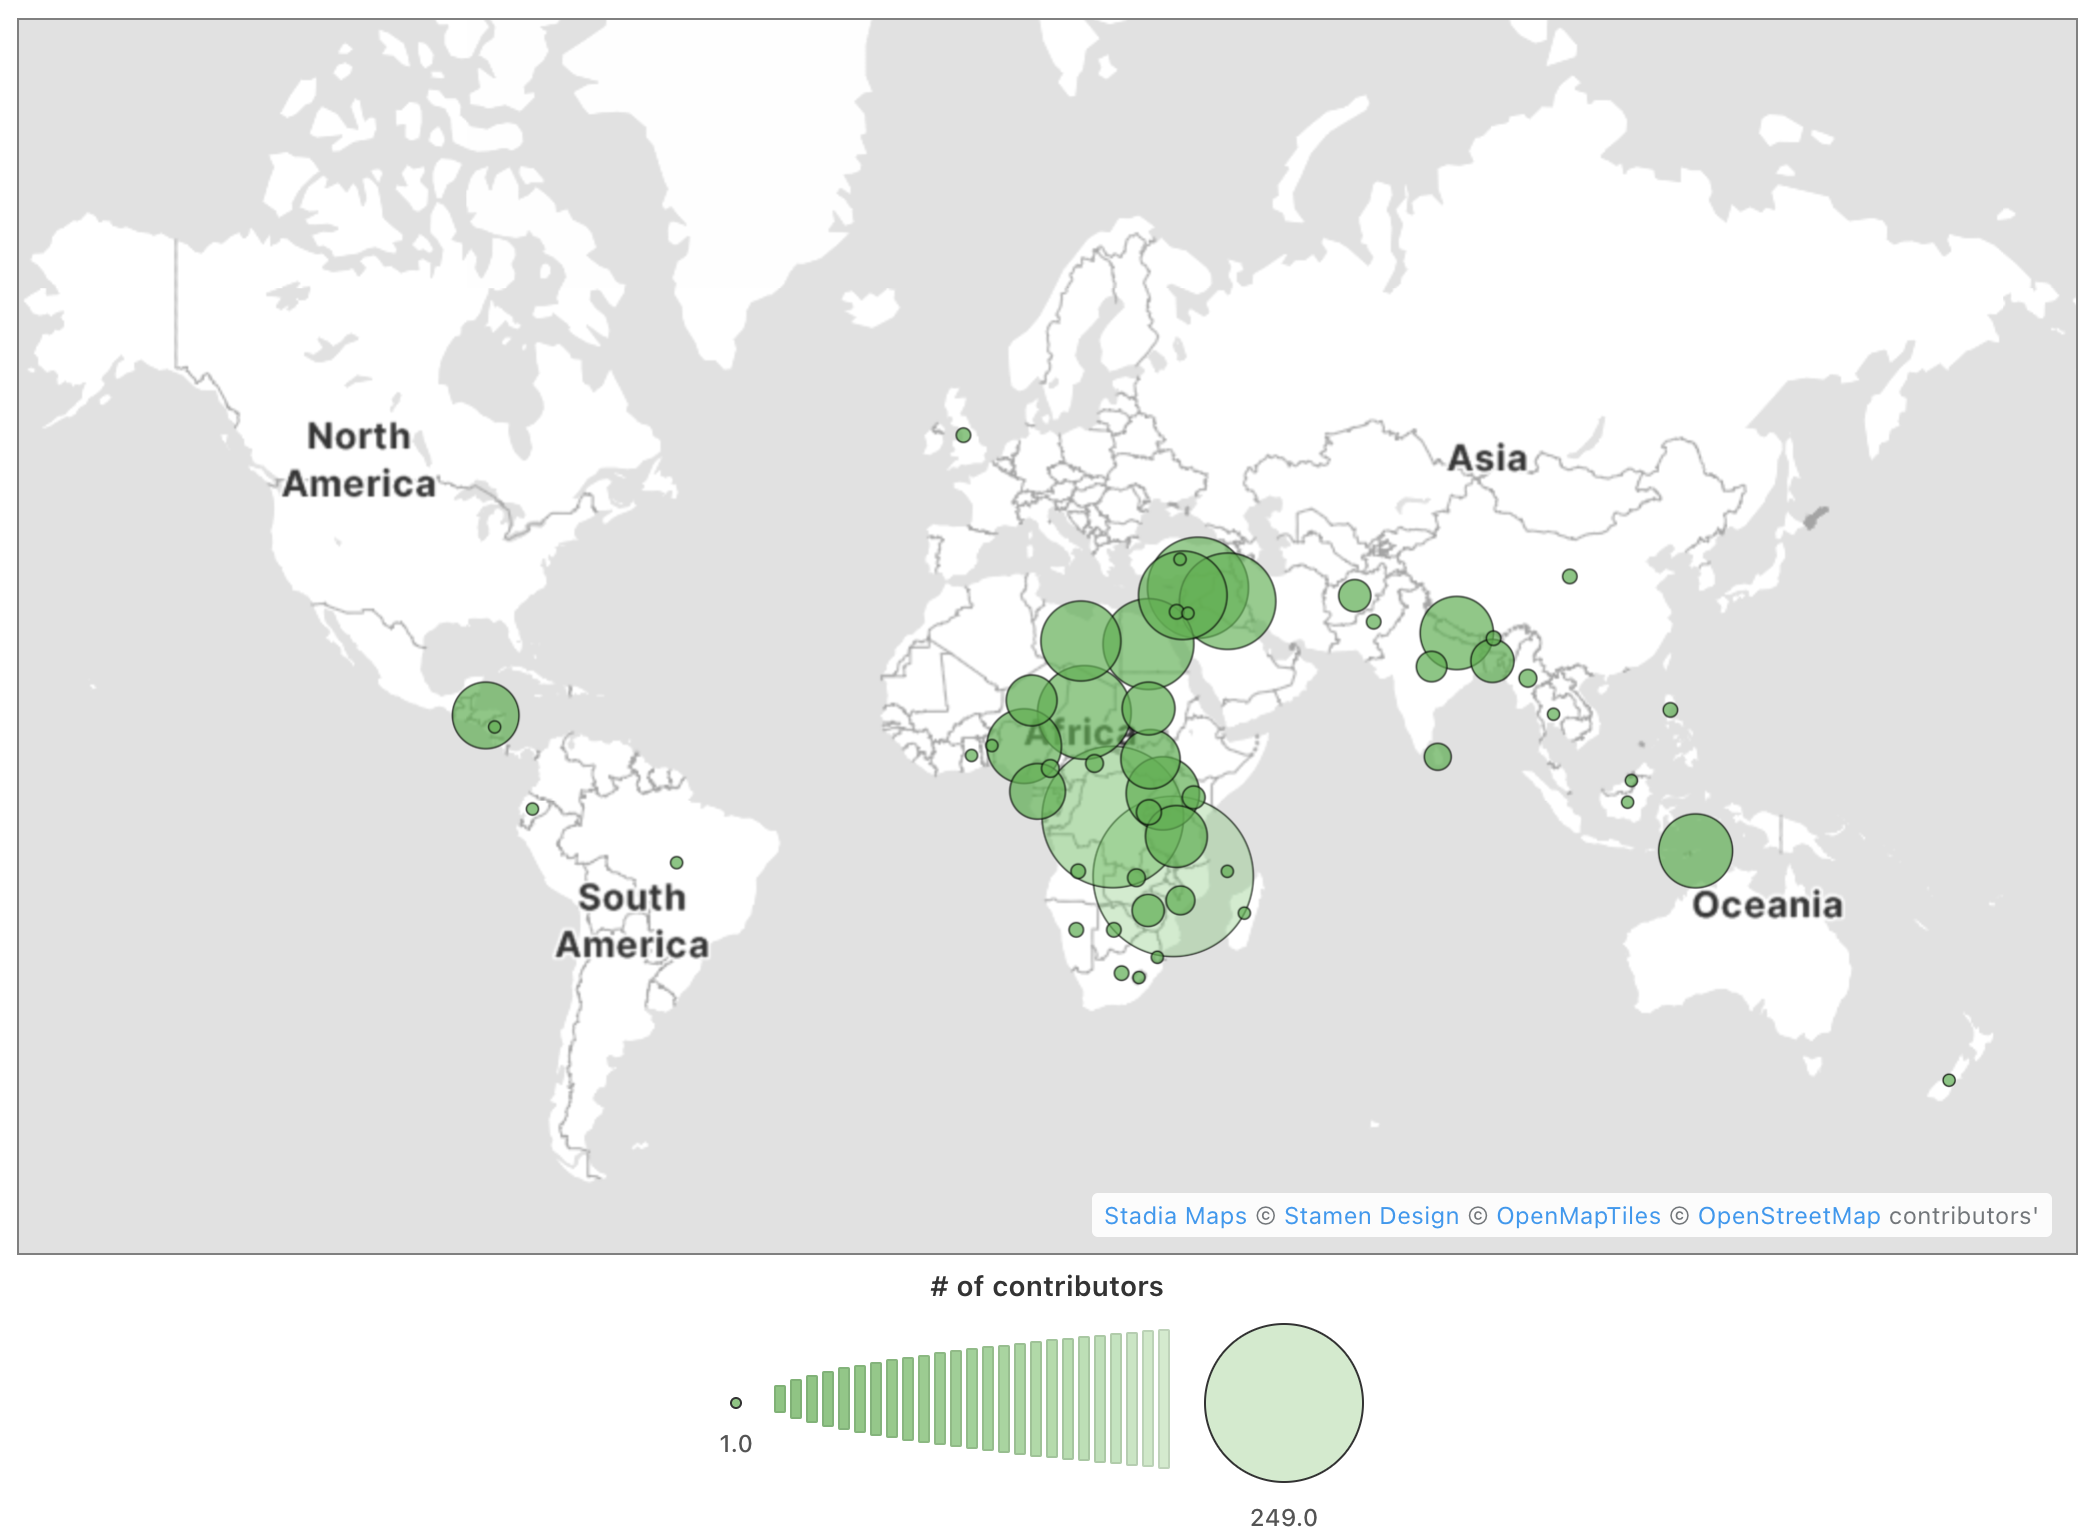 North
America
Asia
Africa
South
America
Oceania
Stadia Maps © Stamen Design © OpenMapTiles © OpenStreetMap contributors'
# of contributors
1.0
249.0